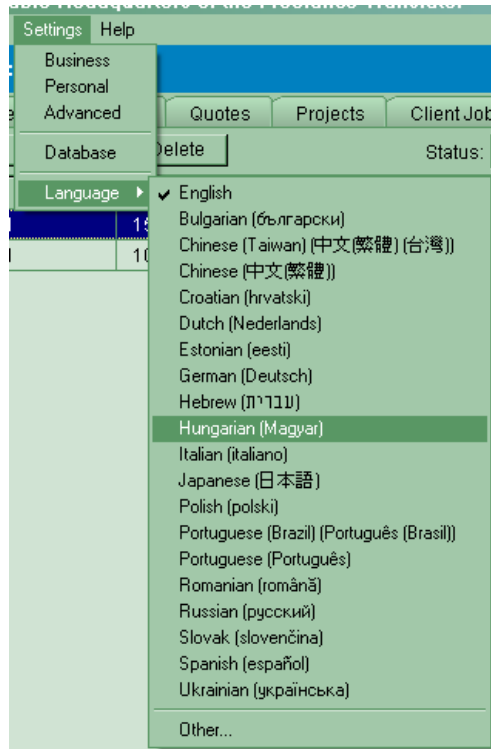 Settings Help
Business
Personal
Advanced
Quotes Projects Client
Database
Delete Status:
Language
English
Bulgarian (български)
Chinese (Taiwan) (中文(繁體) (台灣))
Chinese (中文(繁體))
Croatian (hrvatski)
Dutch (Nederlands)
Estonian (eesti)
German (Deutsch)
Hebrew (עברית)
Hungarian (Magyar)
Italian (italiano)
Japanese (日本語)
Polish (polski)
Portuguese (Brazil) (Português (Brasil))
Portuguese (Português)
Romanian (română)
Russian (русский)
Slovak (slovenčina)
Spanish (español)
Ukrainian (українська)
Other...